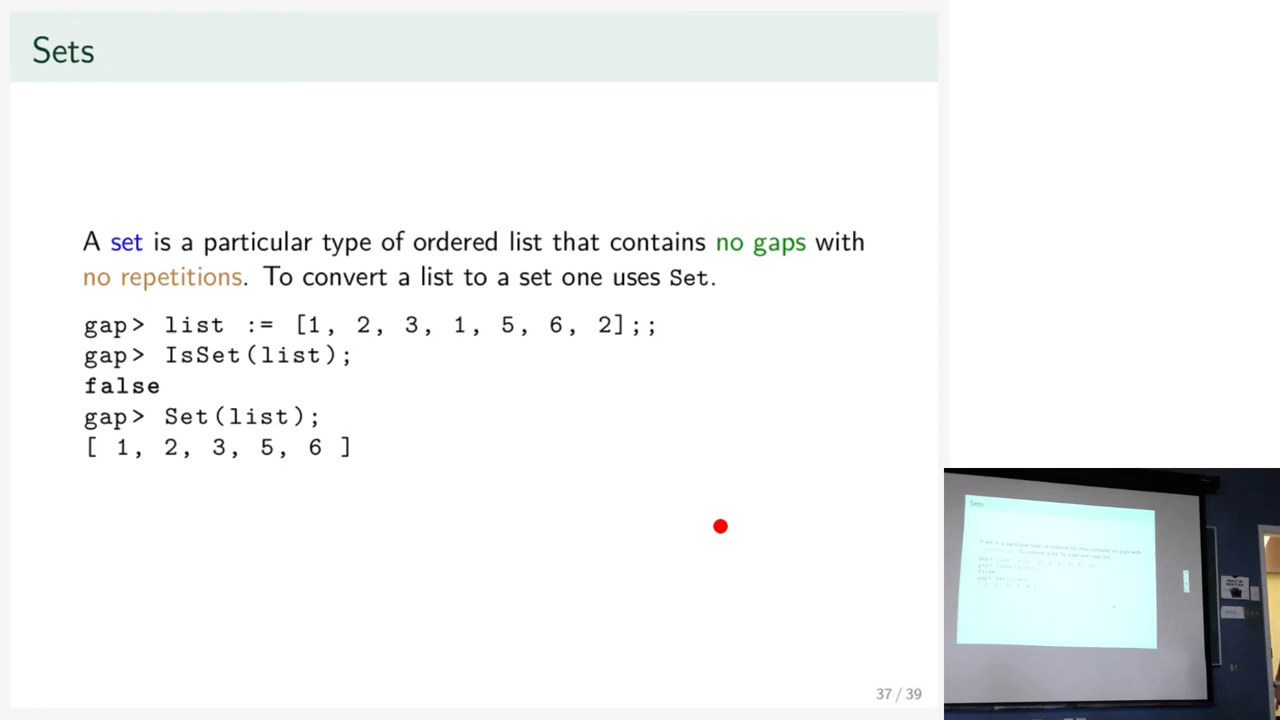 Sets
A set is a particular type of ordered list that contains no gaps with
no repetitions. To convert a list to a set one uses Set.
gap> list := [1, 2, 3, 1, 5, 6, 2];;
gap> IsSet(list);
false
gap> Set(list);
[ 1, 2, 3, 5, 6 ]
37 / 39
Sets